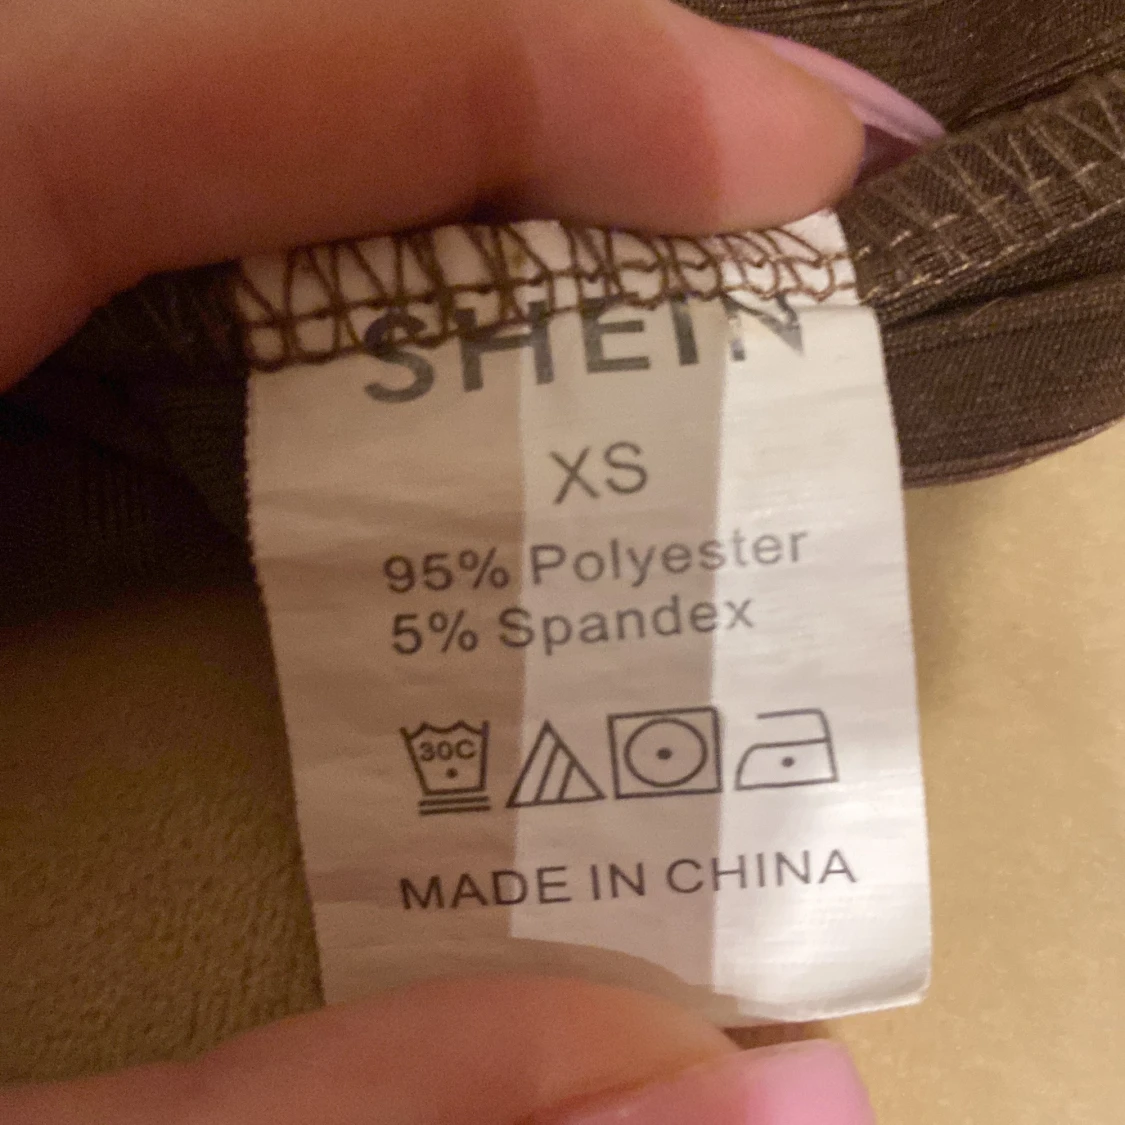 SHEIN
XS
95% Polyester
5% Spandex
30C
MADE IN CHINA